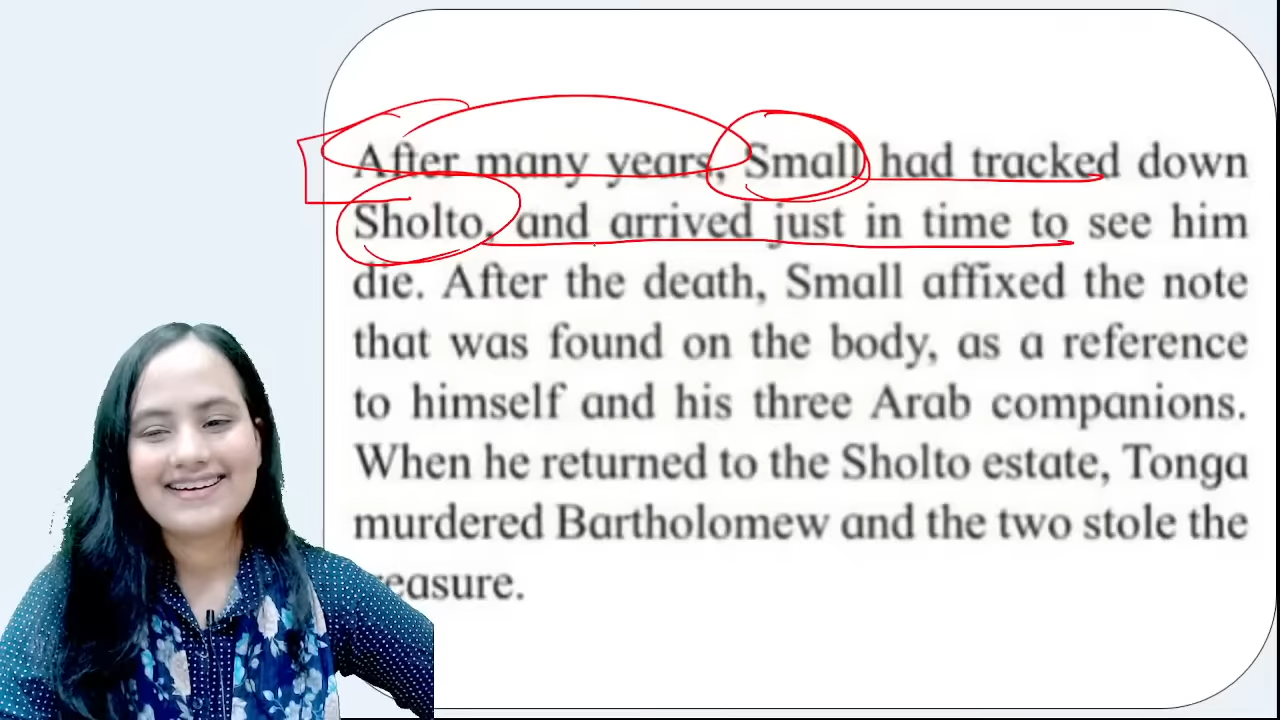 After many years, Small had tracked down
Sholto, and arrived just in time to see him
die. After the death, Small affixed the note
that was found on the body, as a reference
to himself and his three Arab companions.
When he returned to the Sholto estate, Tonga
murdered Bartholomew and the two stole the
treasure.